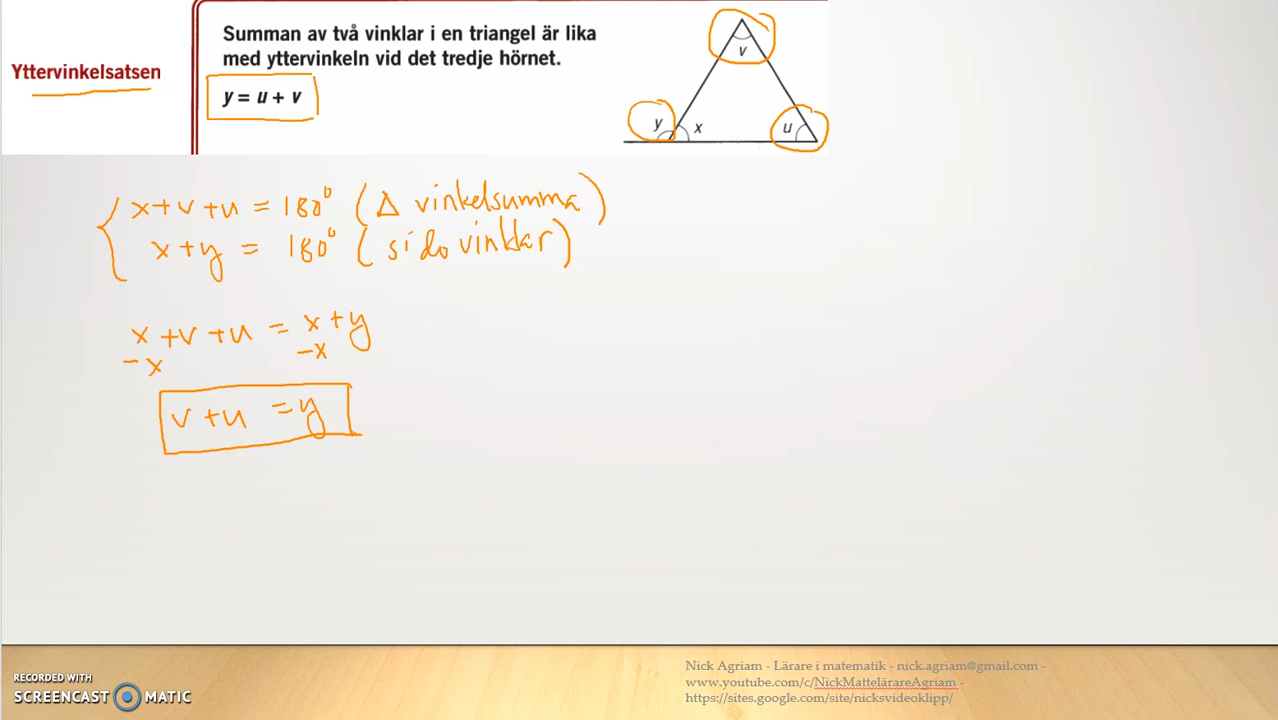 Yttervinkelsatsen
Summan av två vinklar i en triangel är lika
med yttervinkeln vid det tredje hörnet.
y = u + v
v
y
x
u
x + v + u = 180° (Δ vinkelsumma)
x + y = 180° (sidovinklar)
x + v + u = x + y
-x -x
v + u = y
RECORDED WITH
SCREENCAST MATIC
Nick Agriam - Lärare i matematik - nick.agriam@gmail.com -
www.youtube.com/c/NickMattelärareAgriam -
https://sites.google.com/site/nicksvideoklipp/